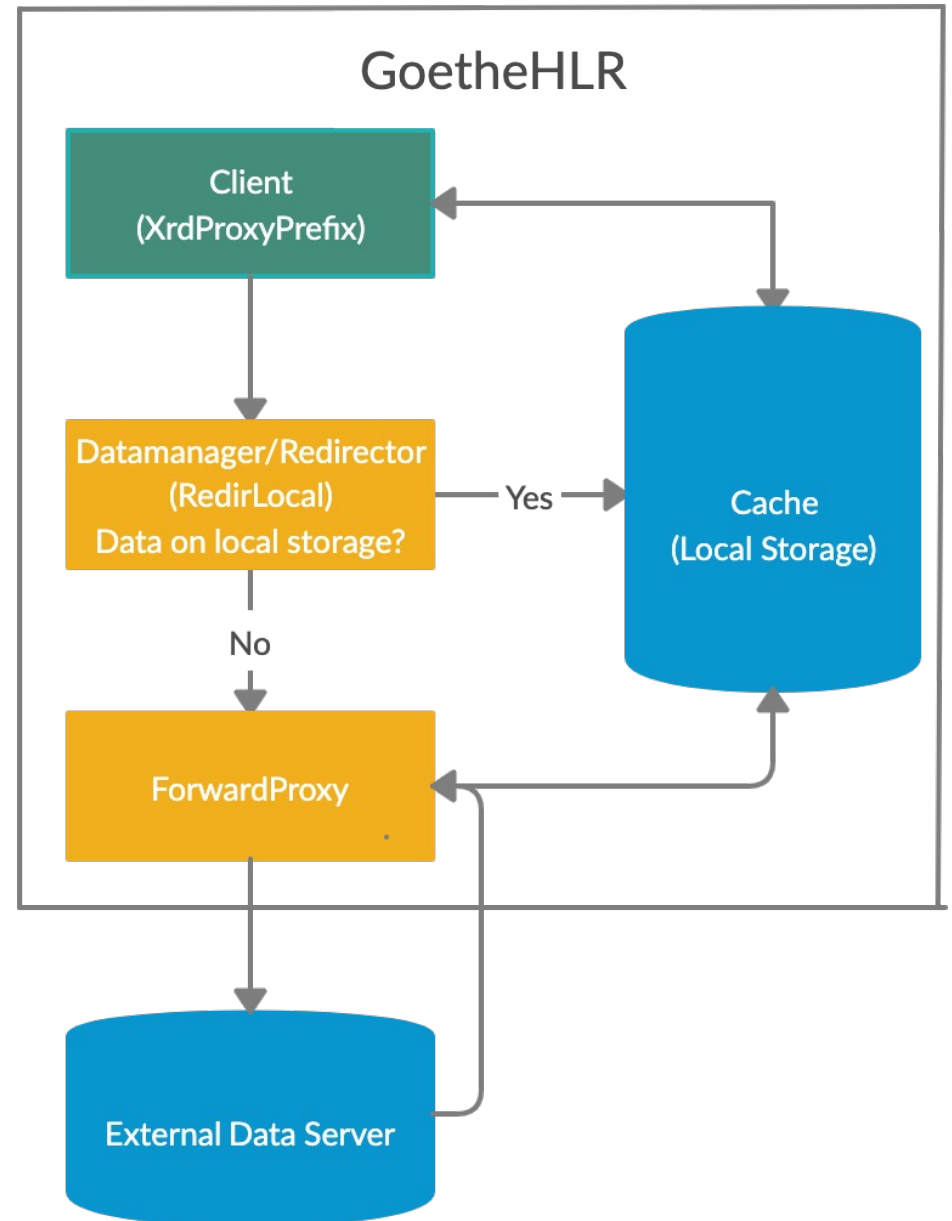 GoetheHLR
Client
(XrdProxyPrefix)
Datamanager/Redirector
(RedirLocal)
Data on local storage?
Yes
Cache
(Local Storage)
No
ForwardProxy
External Data Server